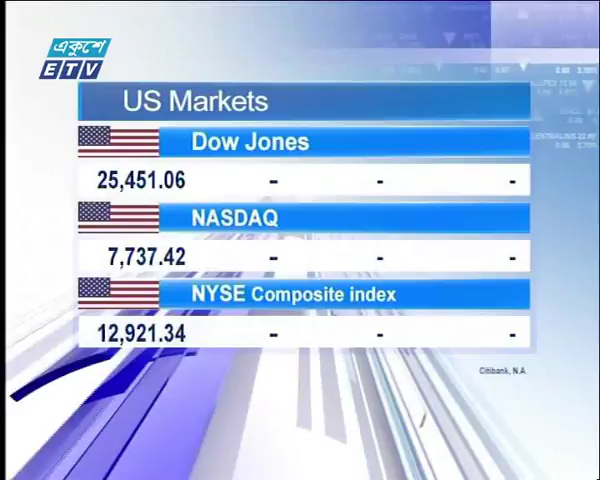 একুশে
ETV
US Markets
Dow Jones
25,451.06 - - -
NASDAQ
7,737.42 - - -
NYSE Composite index
12,921.34 - - -
Citibank, N.A.